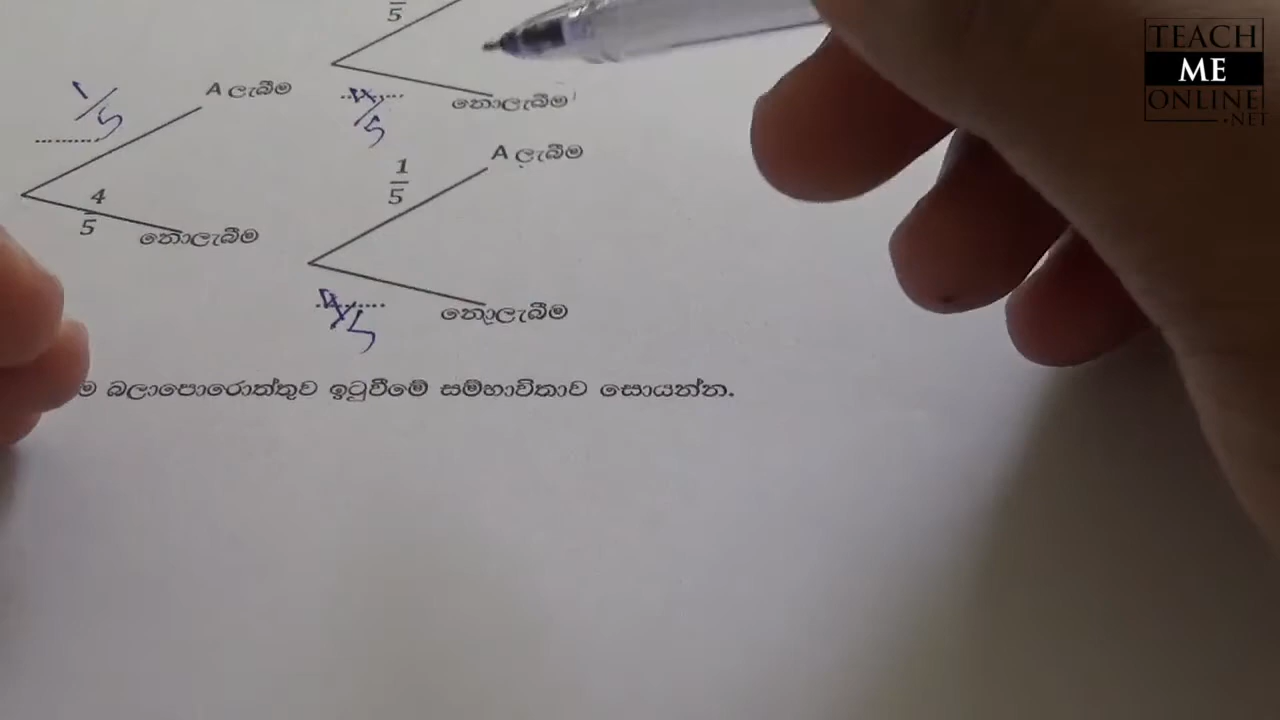 TEACH
ME
ONLINE
.NET
5
1/5
A ලැබීම
4/5
නොලැබීම
1/5
A ලැබීම
4/5
නොලැබීම
4/5
නොලැබීම
ම බලාපොරොත්තුව ඉටුවීමේ සම්භාවිතාව සොයන්න.